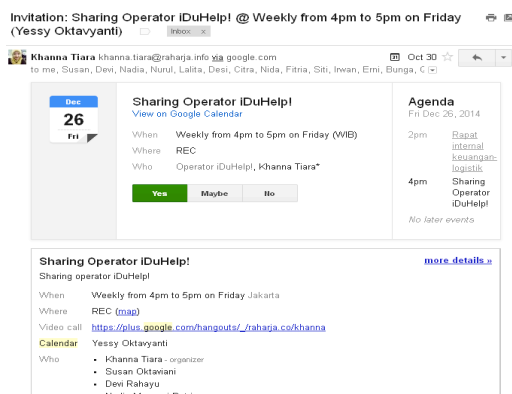 Invitation: Sharing Operator iDuHelp! @ Weekly from 4pm to 5pm on Friday
(Yessy Oktavyanti)
Inbox x
Khanna Tiara khanna.tiara@raharja.info via google.com
Oct 30
to me, Susan, Devi, Nadia, Nurul, Lalita, Desi, Citra, Nida, Fitria, Siti, Irwan, Erni, Bunga, C
Dec
26
Fri
Sharing Operator iDuHelp!
View on Google Calendar
When Weekly from 4pm to 5pm on Friday (WIB)
Where REC
Who Operator iDuHelp!, Khanna Tiara*
Yes Maybe No
Agenda
Fri Dec 26, 2014
2pm Rapat
internal
keuangan-
logistik
4pm Sharing
Operator
iDuHelp!
No later events
Sharing Operator iDuHelp!
more details »
Sharing operator iDuHelp!
When Weekly from 4pm to 5pm on Friday Jakarta
Where REC (map)
Video call https://plus.google.com/hangouts/_/raharja.co/khanna
Calendar Yessy Oktavyanti
Who • Khanna Tiara - organizer
• Susan Oktaviani
• Devi Rahayu